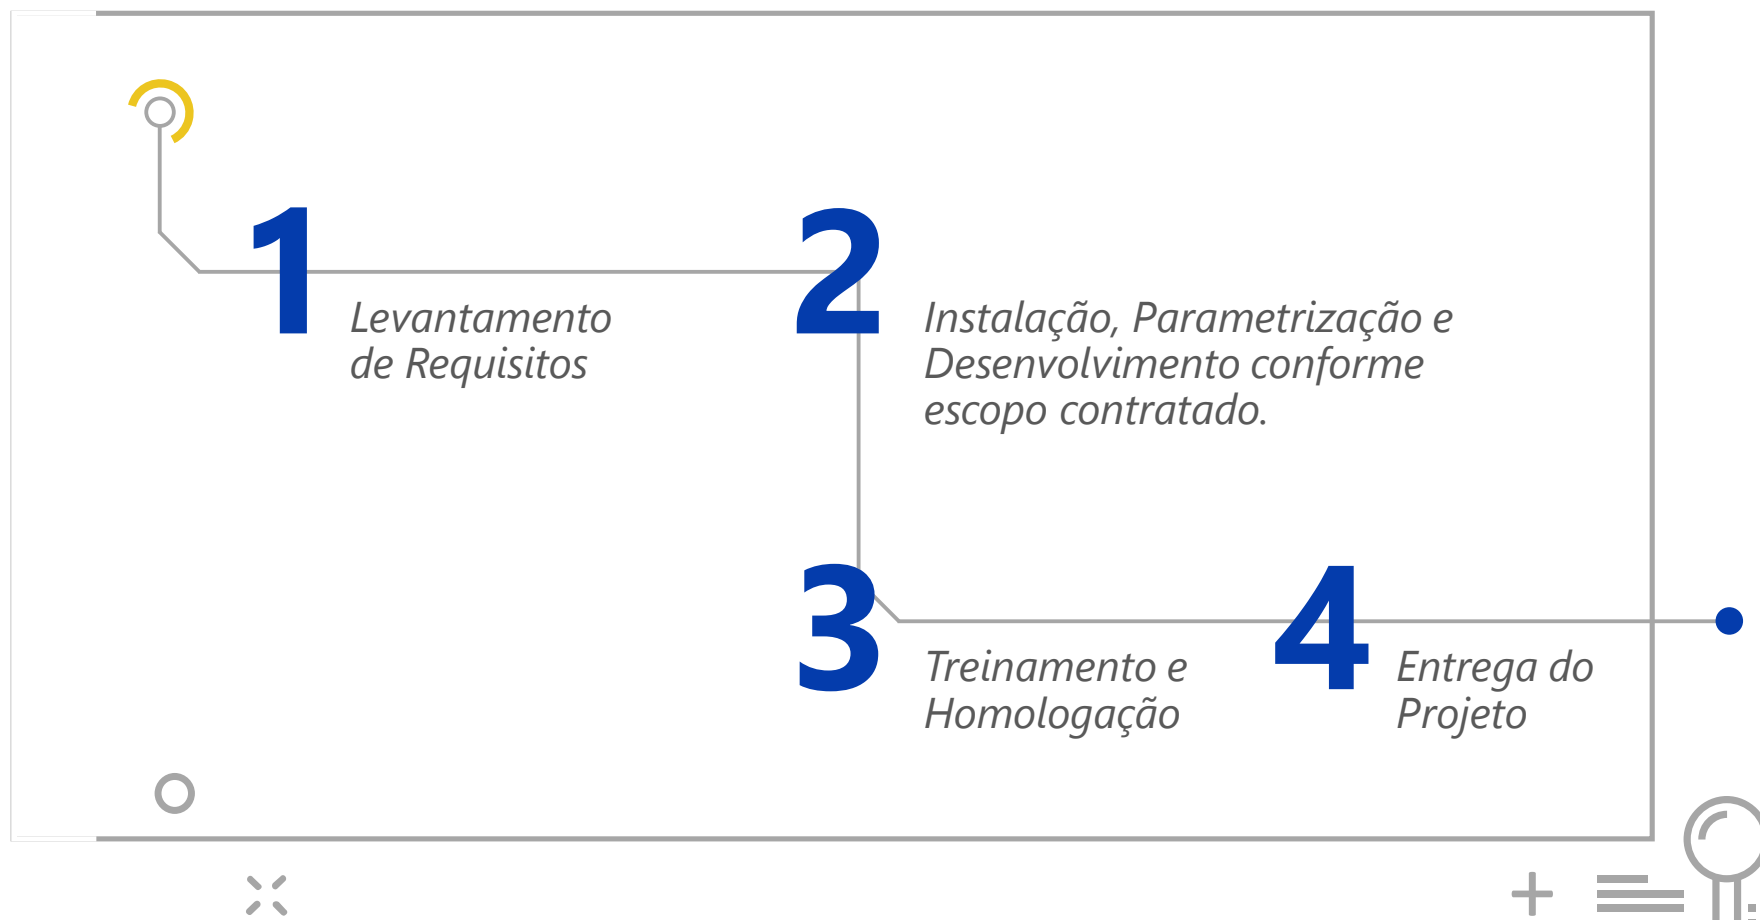 1
Levantamento
de Requisitos
2
Instalação, Parametrização e
Desenvolvimento conforme
escopo contratado.
3
Treinamento e
Homologação
4
Entrega do
Projeto